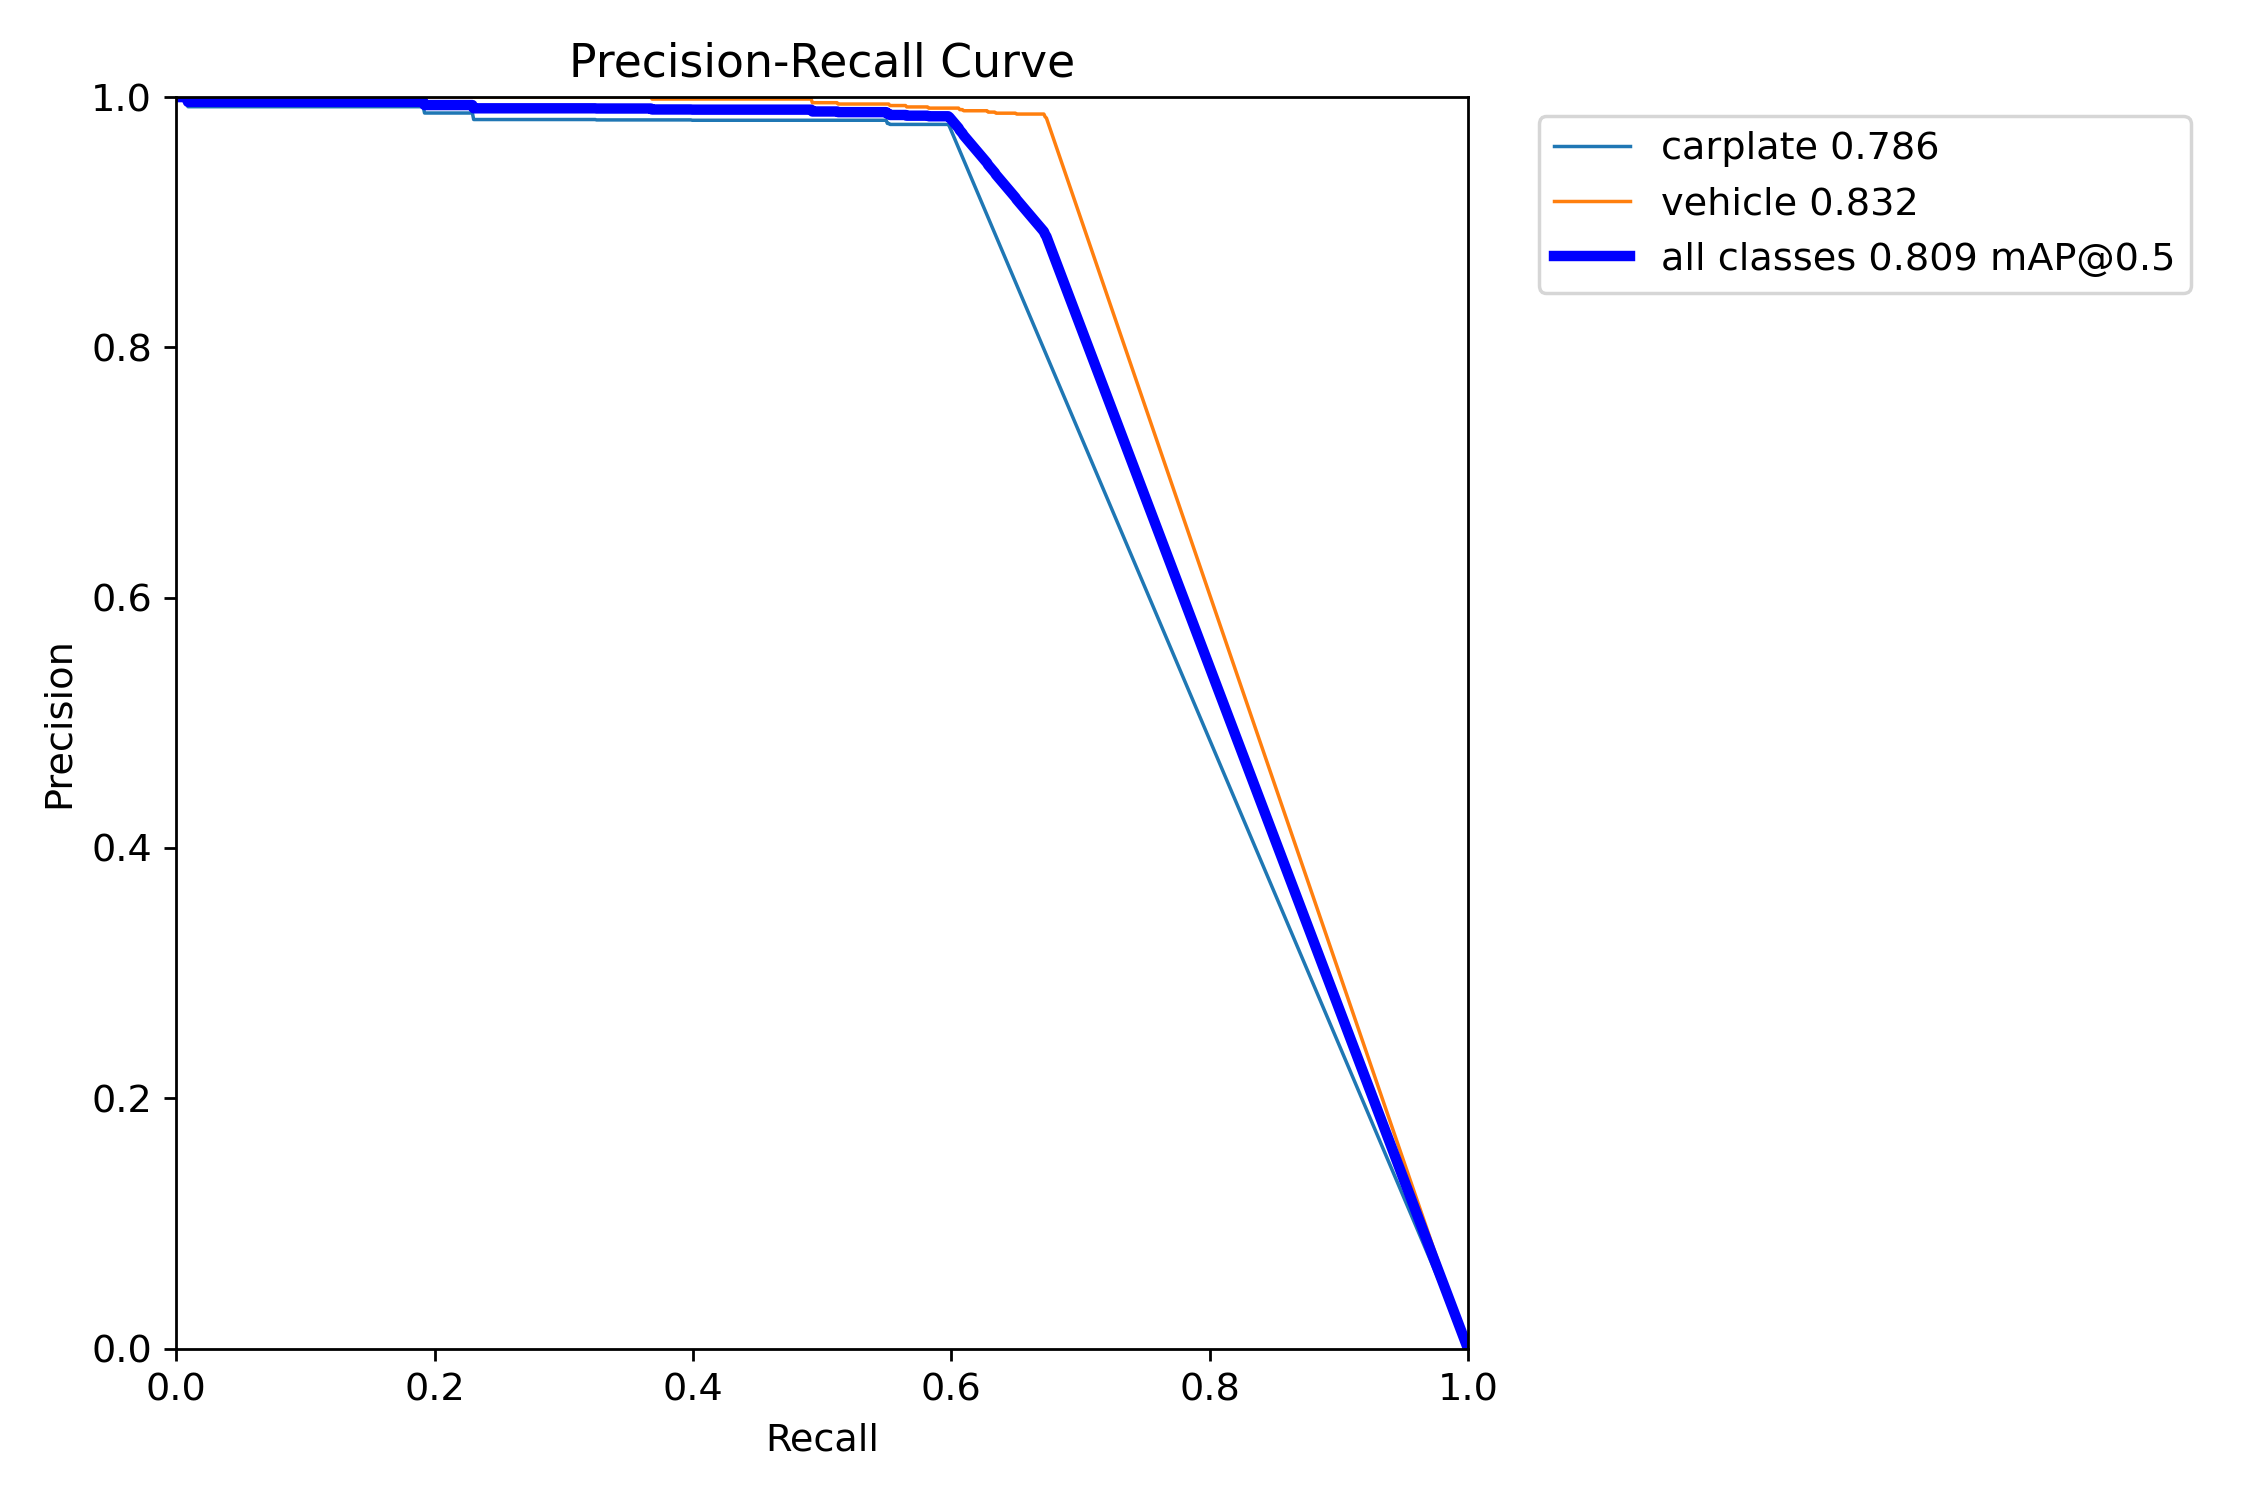 Precision-Recall Curve
1.0
0.8
0.6
0.4
0.2
0.0
Precision
0.0 0.2 0.4 0.6 0.8 1.0
Recall
carplate 0.786
vehicle 0.832
all classes 0.809 mAP@0.5